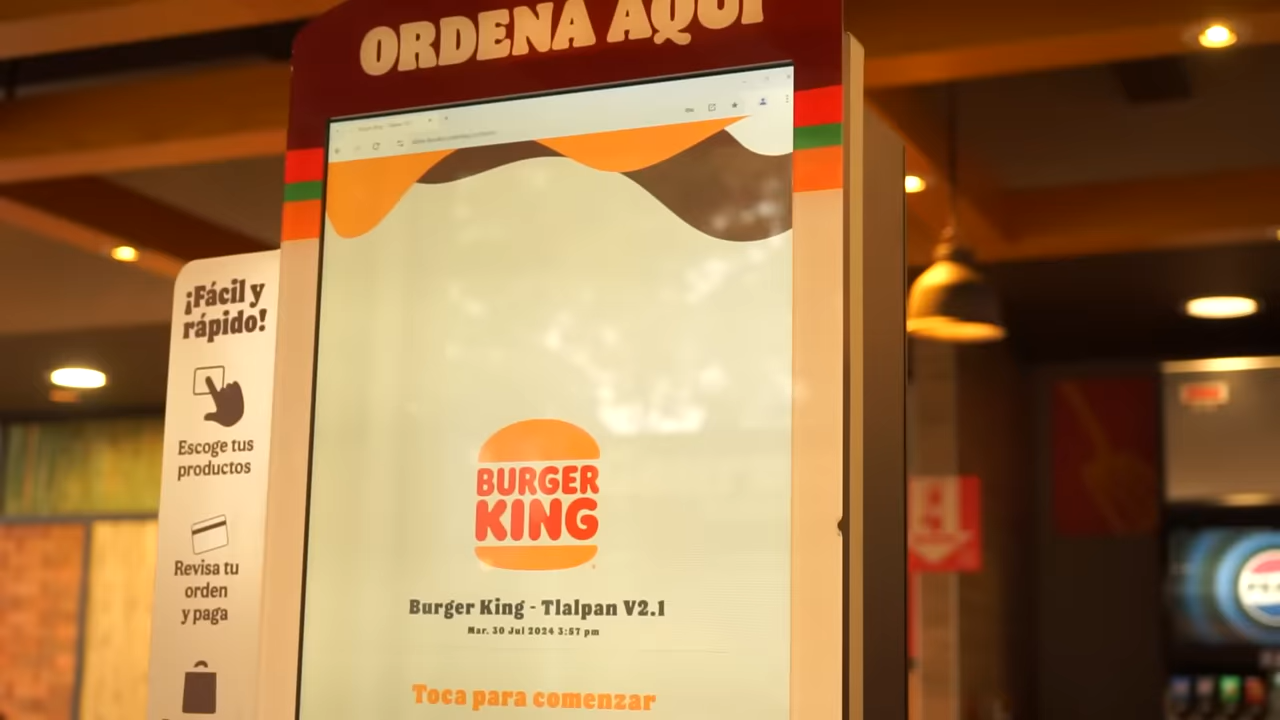 ORDENA AQUÍ
¡Fácil y
rápido!
Escoge tus
productos
Revisa tu
orden
y paga
BURGER
KING
Burger King - Tlalpan V2.1
Mar. 30 Jul 2024 3:57 pm
Toca para comenzar